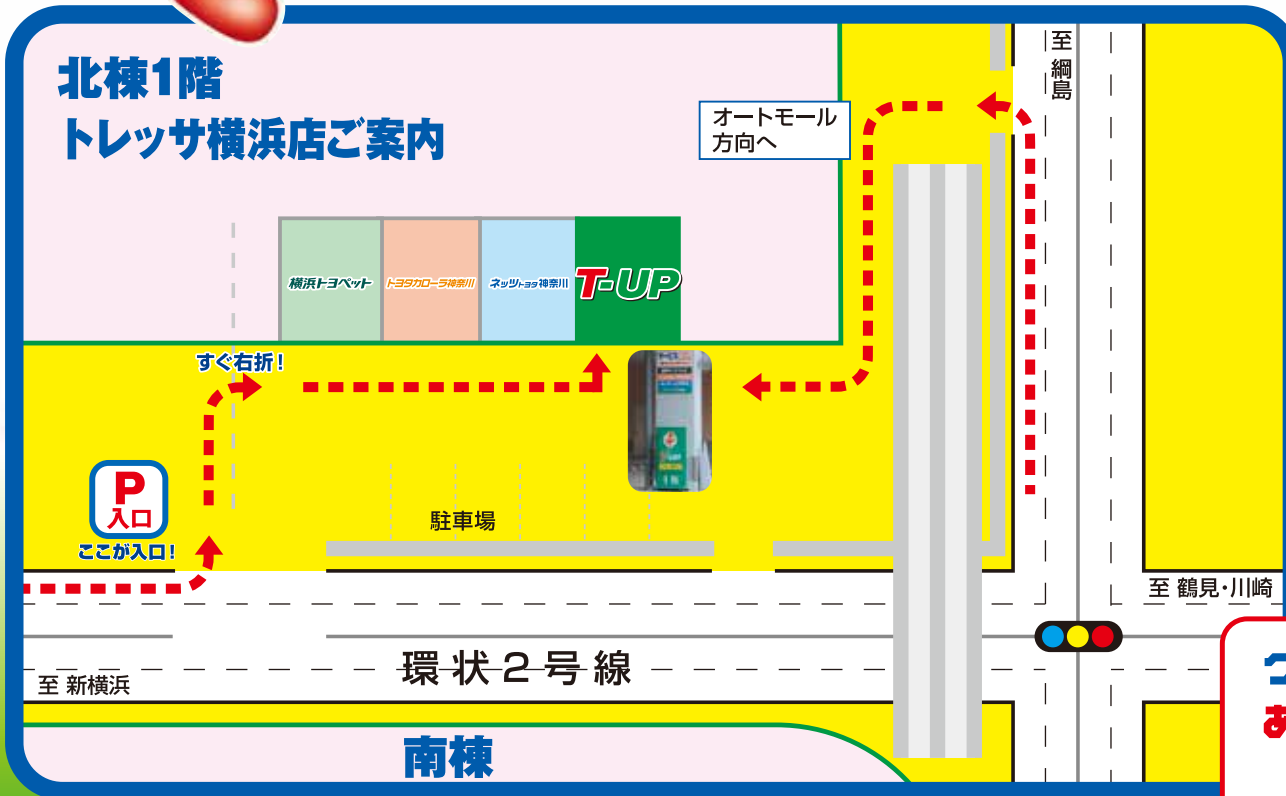 北棟1階
トレッサ横浜店ご案内
オートモール
方向へ
至 綱島
横浜トヨペット
トヨタカローラ神奈川
ネッツトヨタ神奈川
T-UP
すぐ右折!
P
入口
ここが入口!
駐車場
至 鶴見・川崎
環状2号線
至 新横浜
南棟